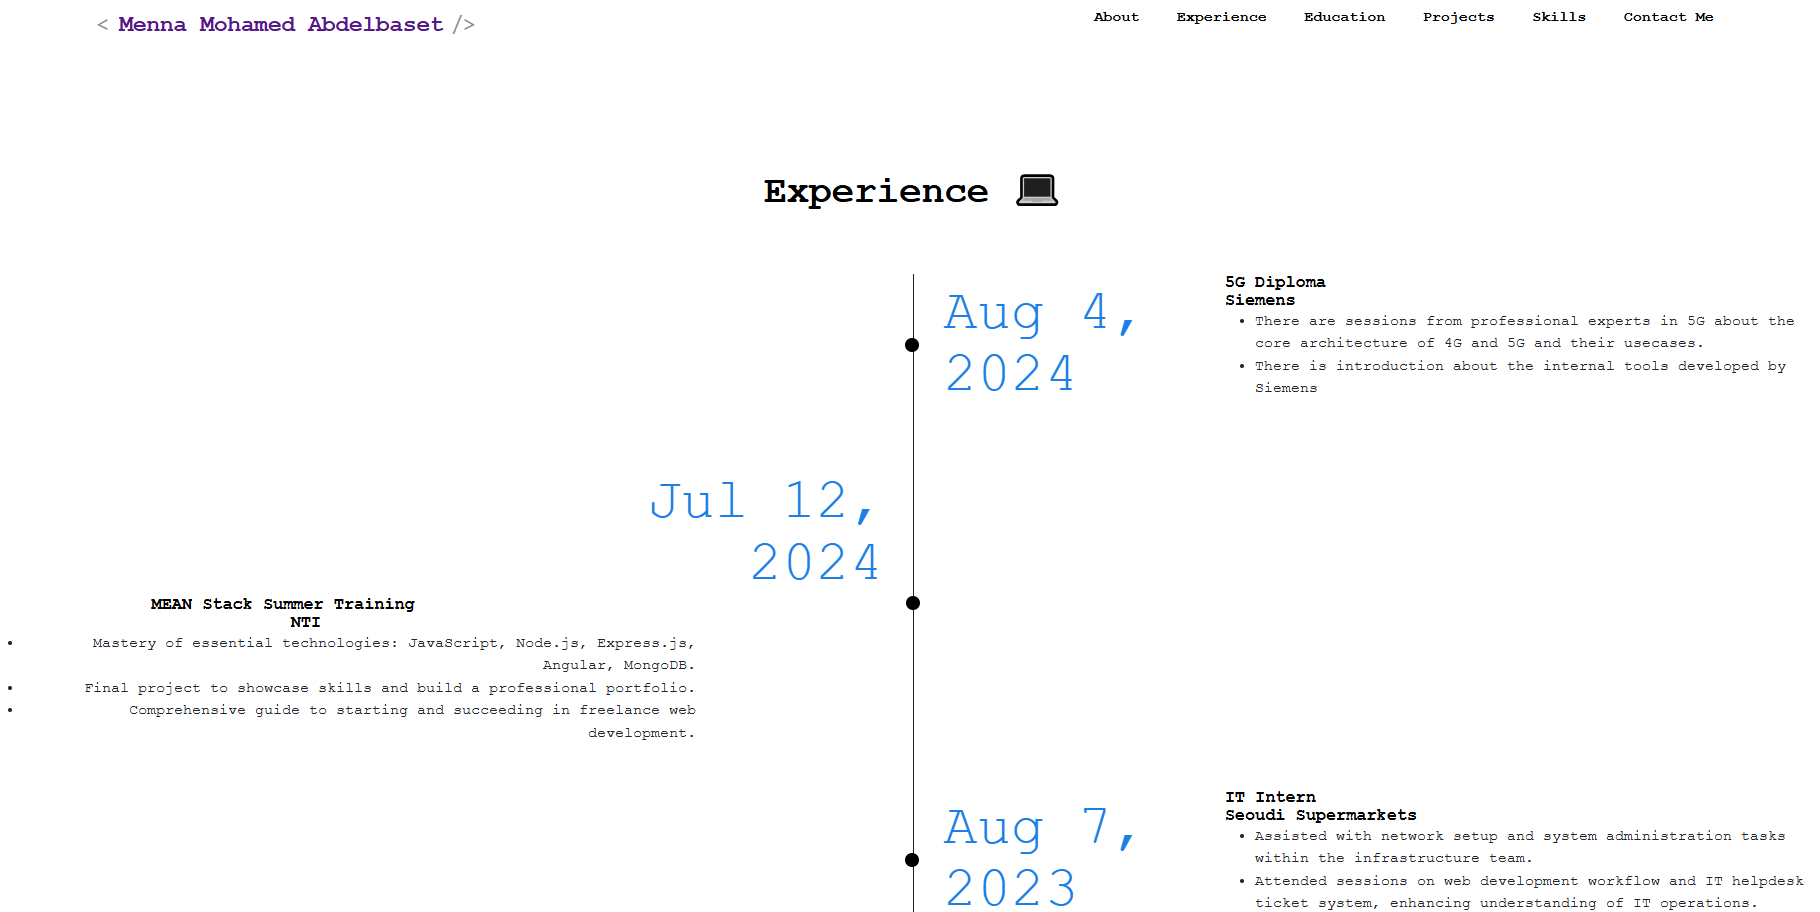 < Menna Mohamed Abdelbaset />
About Experience Education Projects Skills Contact Me
Experience
Aug 4,
2024
5G Diploma
Siemens
• There are sessions from professional experts in 5G about the
core architecture of 4G and 5G and their usecases.
• There is introduction about the internal tools developed by
Siemens
Jul 12,
2024
MEAN Stack Summer Training
NTI
• Mastery of essential technologies: JavaScript, Node.js, Express.js,
Angular, MongoDB.
• Final project to showcase skills and build a professional portfolio.
• Comprehensive guide to starting and succeeding in freelance web
development.
Aug 7,
2023
IT Intern
Seoudi Supermarkets
• Assisted with network setup and system administration tasks
within the infrastructure team.
• Attended sessions on web development workflow and IT helpdesk
ticket system, enhancing understanding of IT operations.